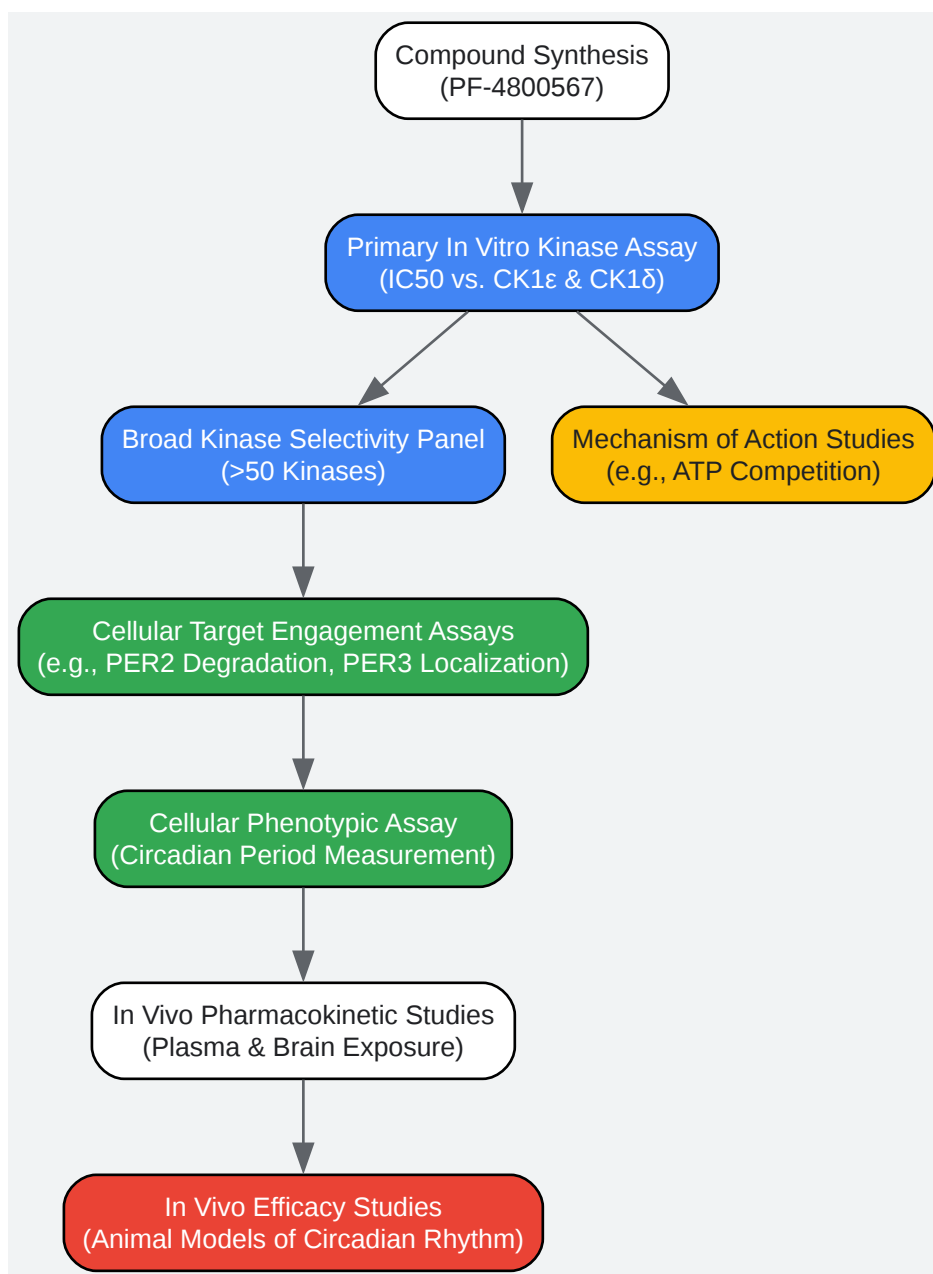 Compound Synthesis
(PF-4800567)
Primary In Vitro Kinase Assay
(IC50 vs. CK1ε & CK1δ)
Broad Kinase Selectivity Panel
(>50 Kinases)
Mechanism of Action Studies
(e.g., ATP Competition)
Cellular Target Engagement Assays
(e.g., PER2 Degradation, PER3 Localization)
Cellular Phenotypic Assay
(Circadian Period Measurement)
In Vivo Pharmacokinetic Studies
(Plasma & Brain Exposure)
In Vivo Efficacy Studies
(Animal Models of Circadian Rhythm)